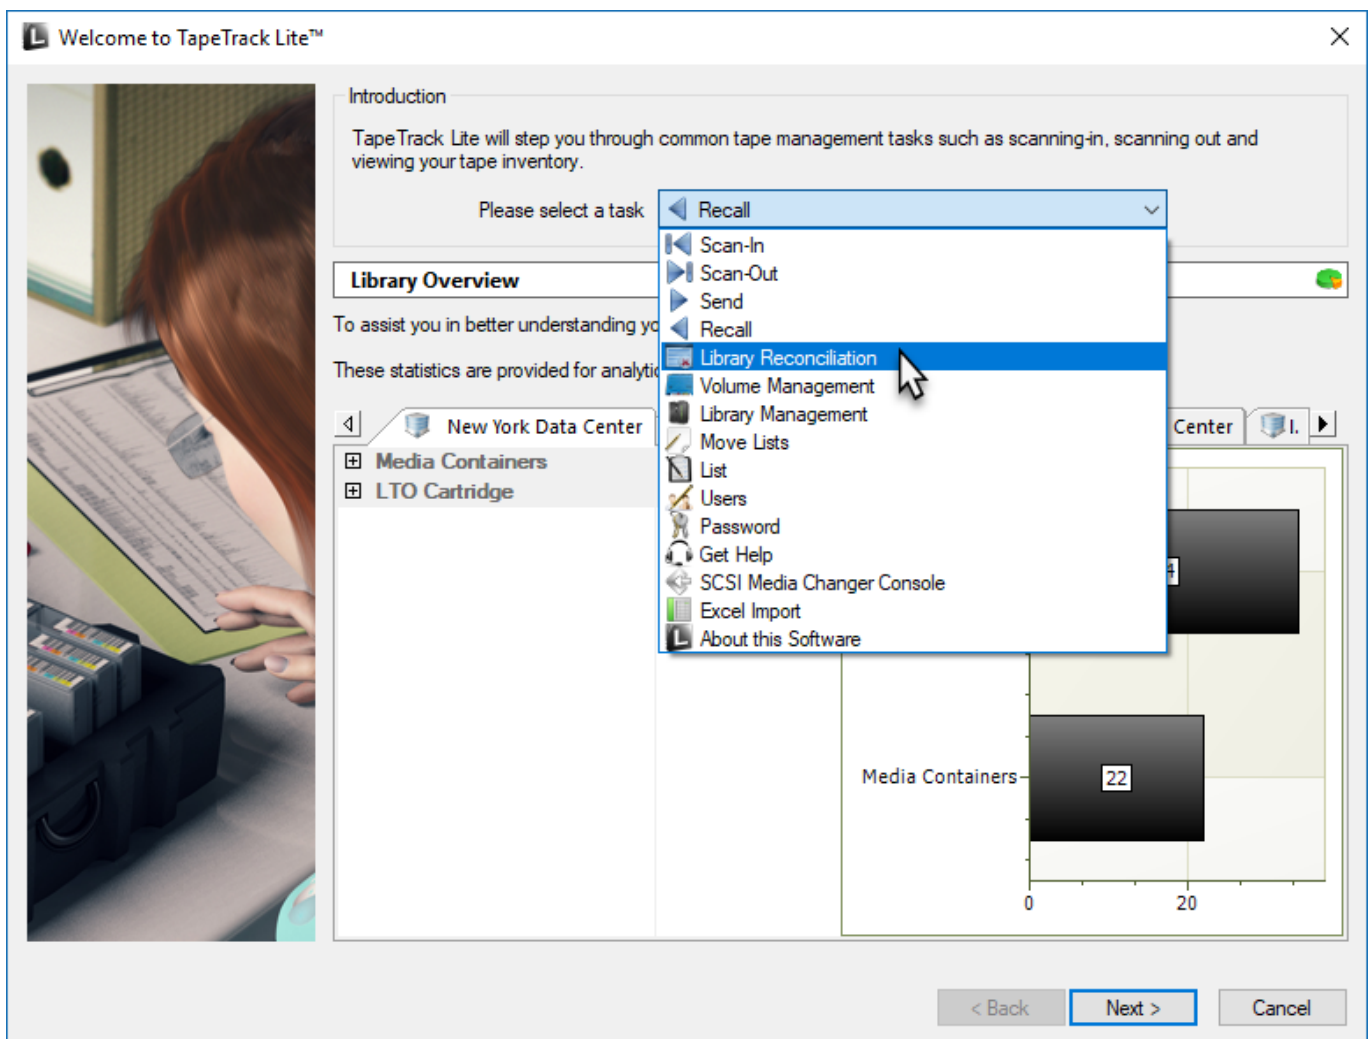 Welcome to TapeTrack Lite™
Introduction
TapeTrack Lite will step you through common tape management tasks such as scanning-in, scanning out and
viewing your tape inventory.
Please select a task
Recall
Scan-In
Scan-Out
Send
Recall
Library Reconciliation
Volume Management
Library Management
Move Lists
List
Users
Password
Get Help
SCSI Media Changer Console
Excel Import
About this Software
Library Overview
To assist you in better understanding
These statistics are provided for
New York Data Center
Center
I.
Media Containers
LTO Cartridge
4
Media Containers
22
0
20
< Back
Next >
Cancel